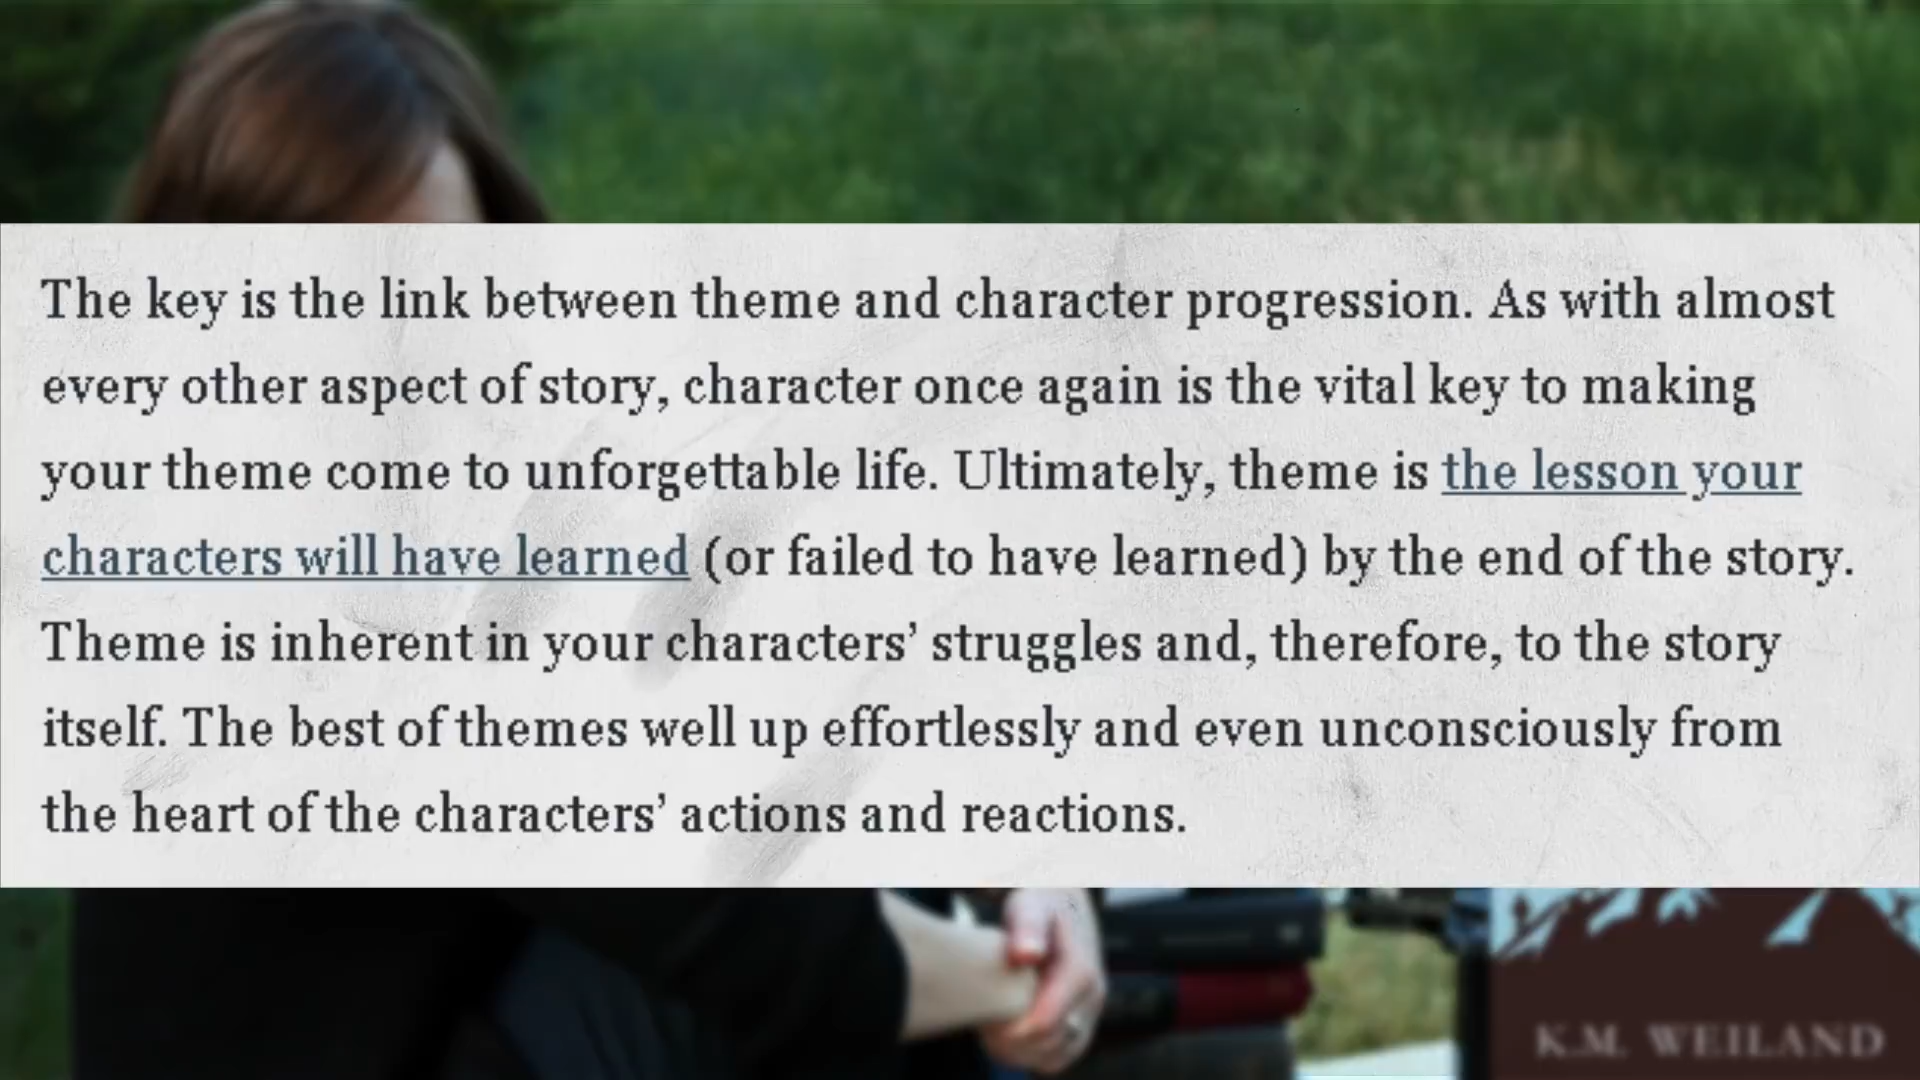 The key is the link between theme and character progression. As with almost
every other aspect of story, character once again is the vital key to making
your theme come to unforgettable life. Ultimately, theme is the lesson your
characters will have learned (or failed to have learned) by the end of the story.
Theme is inherent in your characters’ struggles and, therefore, to the story
itself. The best of themes well up effortlessly and even unconsciously from
the heart of the characters’ actions and reactions.
K.M. WEILAND